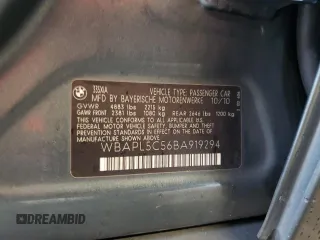 335XiA
VEHICLE TYPE: PASSENGER CAR
MFD BY BAYERISCHE MOTORENWERKE 10/10
GVWR 4883 lbs 2215 kg
GAWR FRONT 2381 lbs 1080 kg REAR 2646 lbs 1200 kg
THIS VEHICLE CONFORMS TO ALL APPLICABLE FEDERAL
MOTOR VEHICLE SAFETY, BUMPER AND THEFT
PREVENTION STANDARDS IN EFFECT ON THE DATE OF
MANUFACTURE SHOWN ABOVE
WBAPL5C56BA919294
DREAMBID